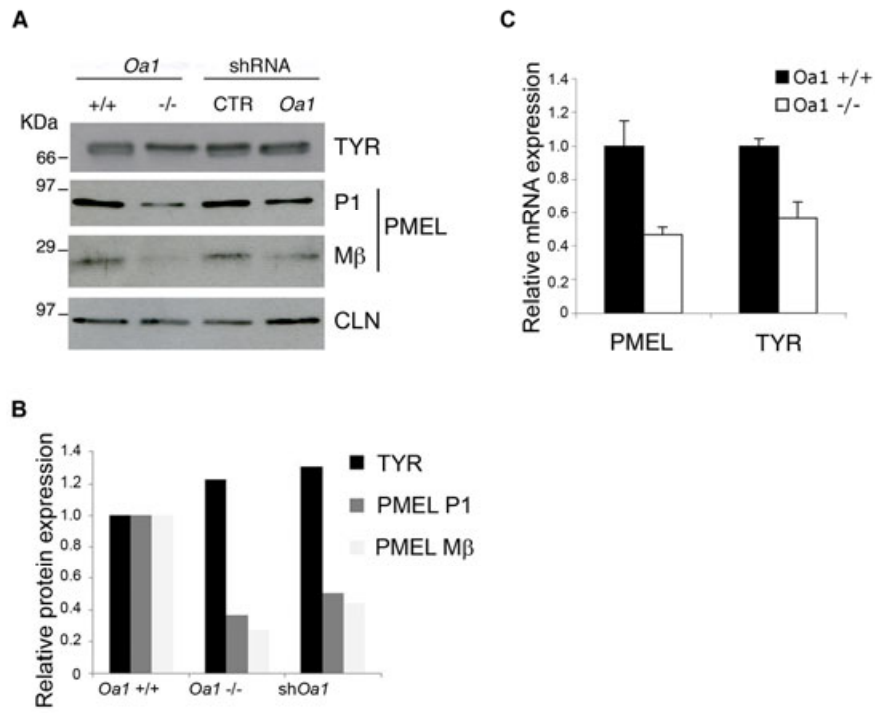 A
Oa1 shRNA
+/+ -/- CTR Oa1
KDa
66 TYR
97 P1
PMEL
29 Mβ
97 CLN
B
Relative protein expression
1.4
1.2
1.0
0.8
0.6
0.4
0.2
0
Oa1 +/+ Oa1 -/- shOa1
TYR
PMEL P1
PMEL Mβ
C
Relative mRNA expression
1.4
1.2
1.0
0.8
0.6
0.4
0.2
0
PMEL TYR
Oa1 +/+
Oa1 -/-